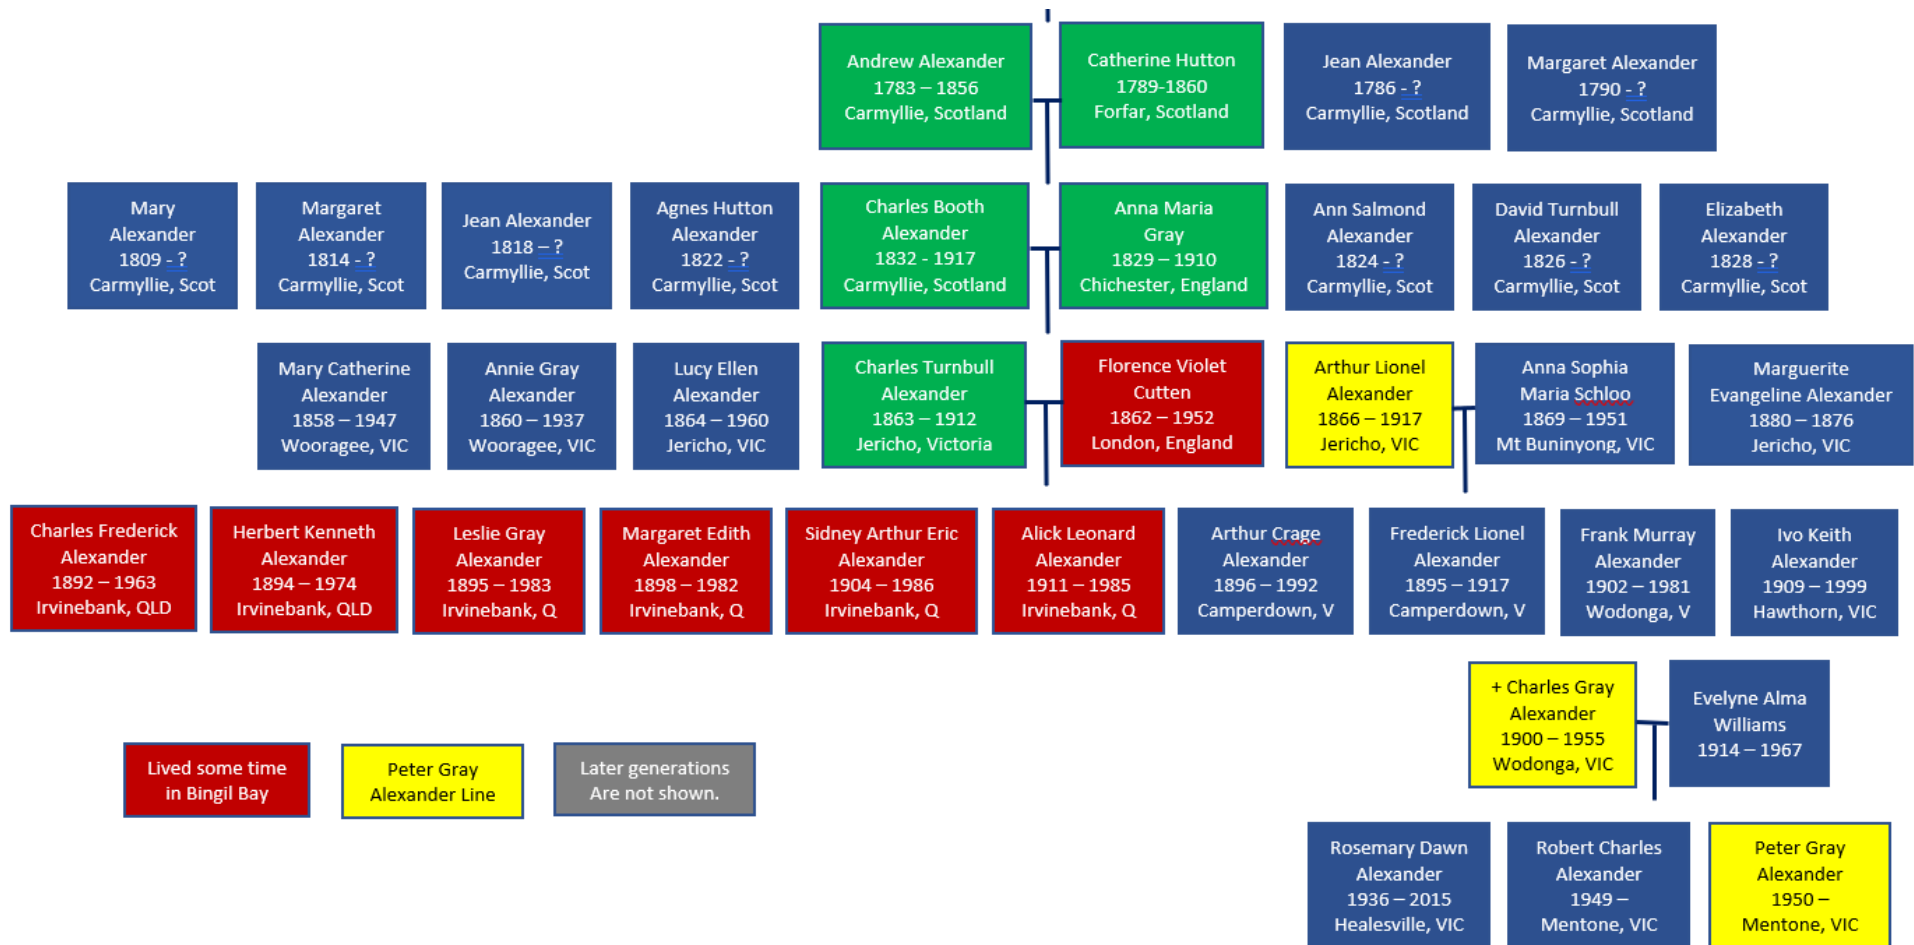 Andrew Alexander
1783 – 1856
Carmyllie, Scotland
Catherine Hutton
1789-1860
Forfar, Scotland
Jean Alexander
1786 - ?
Carmyllie, Scotland
Margaret Alexander
1790 - ?
Carmyllie, Scotland
Mary
Alexander
1809 - ?
Carmyllie, Scot
Margaret
Alexander
1814 - ?
Carmyllie, Scot
Jean Alexander
1818 – ?
Carmyllie, Scot
Agnes Hutton
Alexander
1822 - ?
Carmyllie, Scot
Charles Booth
Alexander
1832 - 1917
Carmyllie, Scotland
Anna Maria
Gray
1829 – 1910
Chichester, England
Ann Salmond
Alexander
1824 - ?
Carmyllie, Scot
David Turnbull
Alexander
1826 - ?
Carmyllie, Scot
Elizabeth
Alexander
1828 - ?
Carmyllie, Scot
Mary Catherine
Alexander
1858 – 1947
Wooragee, VIC
Annie Gray
Alexander
1860 – 1937
Wooragee, VIC
Lucy Ellen
Alexander
1864 – 1960
Jericho, VIC
Charles Turnbull
Alexander
1863 – 1912
Jericho, Victoria
Florence Violet
Cutten
1862 – 1952
London, England
Arthur Lionel
Alexander
1866 – 1917
Jericho, VIC
Anna Sophia
Maria Schloo
1869 – 1951
Mt Buninyong, VIC
Marguerite
Evangeline Alexander
1880 – 1876
Jericho, VIC
Charles Frederick
Alexander
1892 – 1963
Irvinebank, QLD
Herbert Kenneth
Alexander
1894 – 1974
Irvinebank, QLD
Leslie Gray
Alexander
1895 – 1983
Irvinebank, Q
Margaret Edith
Alexander
1898 – 1982
Irvinebank, Q
Sidney Arthur Eric
Alexander
1904 – 1986
Irvinebank, Q
Alick Leonard
Alexander
1911 – 1985
Irvinebank, Q
Arthur Crage
Alexander
1896 – 1992
Camperdown, V
Frederick Lionel
Alexander
1895 – 1917
Camperdown, V
Frank Murray
Alexander
1902 – 1981
Wodonga, V
Ivo Keith
Alexander
1909 – 1999
Hawthorn, VIC
+ Charles Gray
Alexander
1900 – 1955
Wodonga, VIC
Evelyne Alma
Williams
1914 – 1967
Lived some time
in Bingil Bay
Peter Gray
Alexander Line
Later generations
Are not shown.
Rosemary Dawn
Alexander
1936 – 2015
Healesville, VIC
Robert Charles
Alexander
1949 –
Mentone, VIC
Peter Gray
Alexander
1950 –
Mentone, VIC